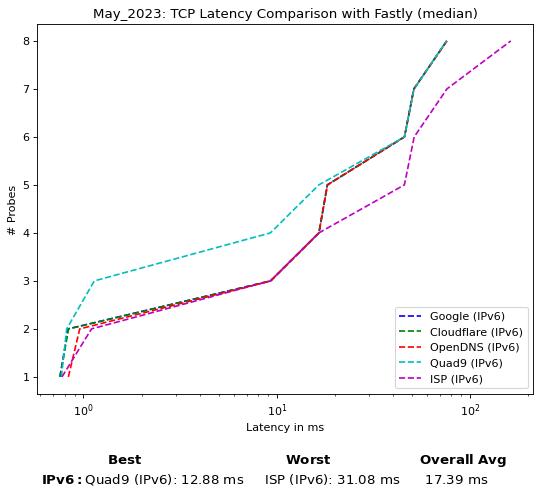 May_2023: TCP Latency Comparison with Fastly (median)
8
7
6
5
4
3
2
1
# Probes
Google (IPv6)
Cloudflare (IPv6)
OpenDNS (IPv6)
Quad9 (IPv6)
ISP (IPv6)
10⁰ 10¹ 10²
Latency in ms
Best Worst Overall Avg
IPv6: Quad9 (IPv6): 12.88 ms ISP (IPv6): 31.08 ms 17.39 ms